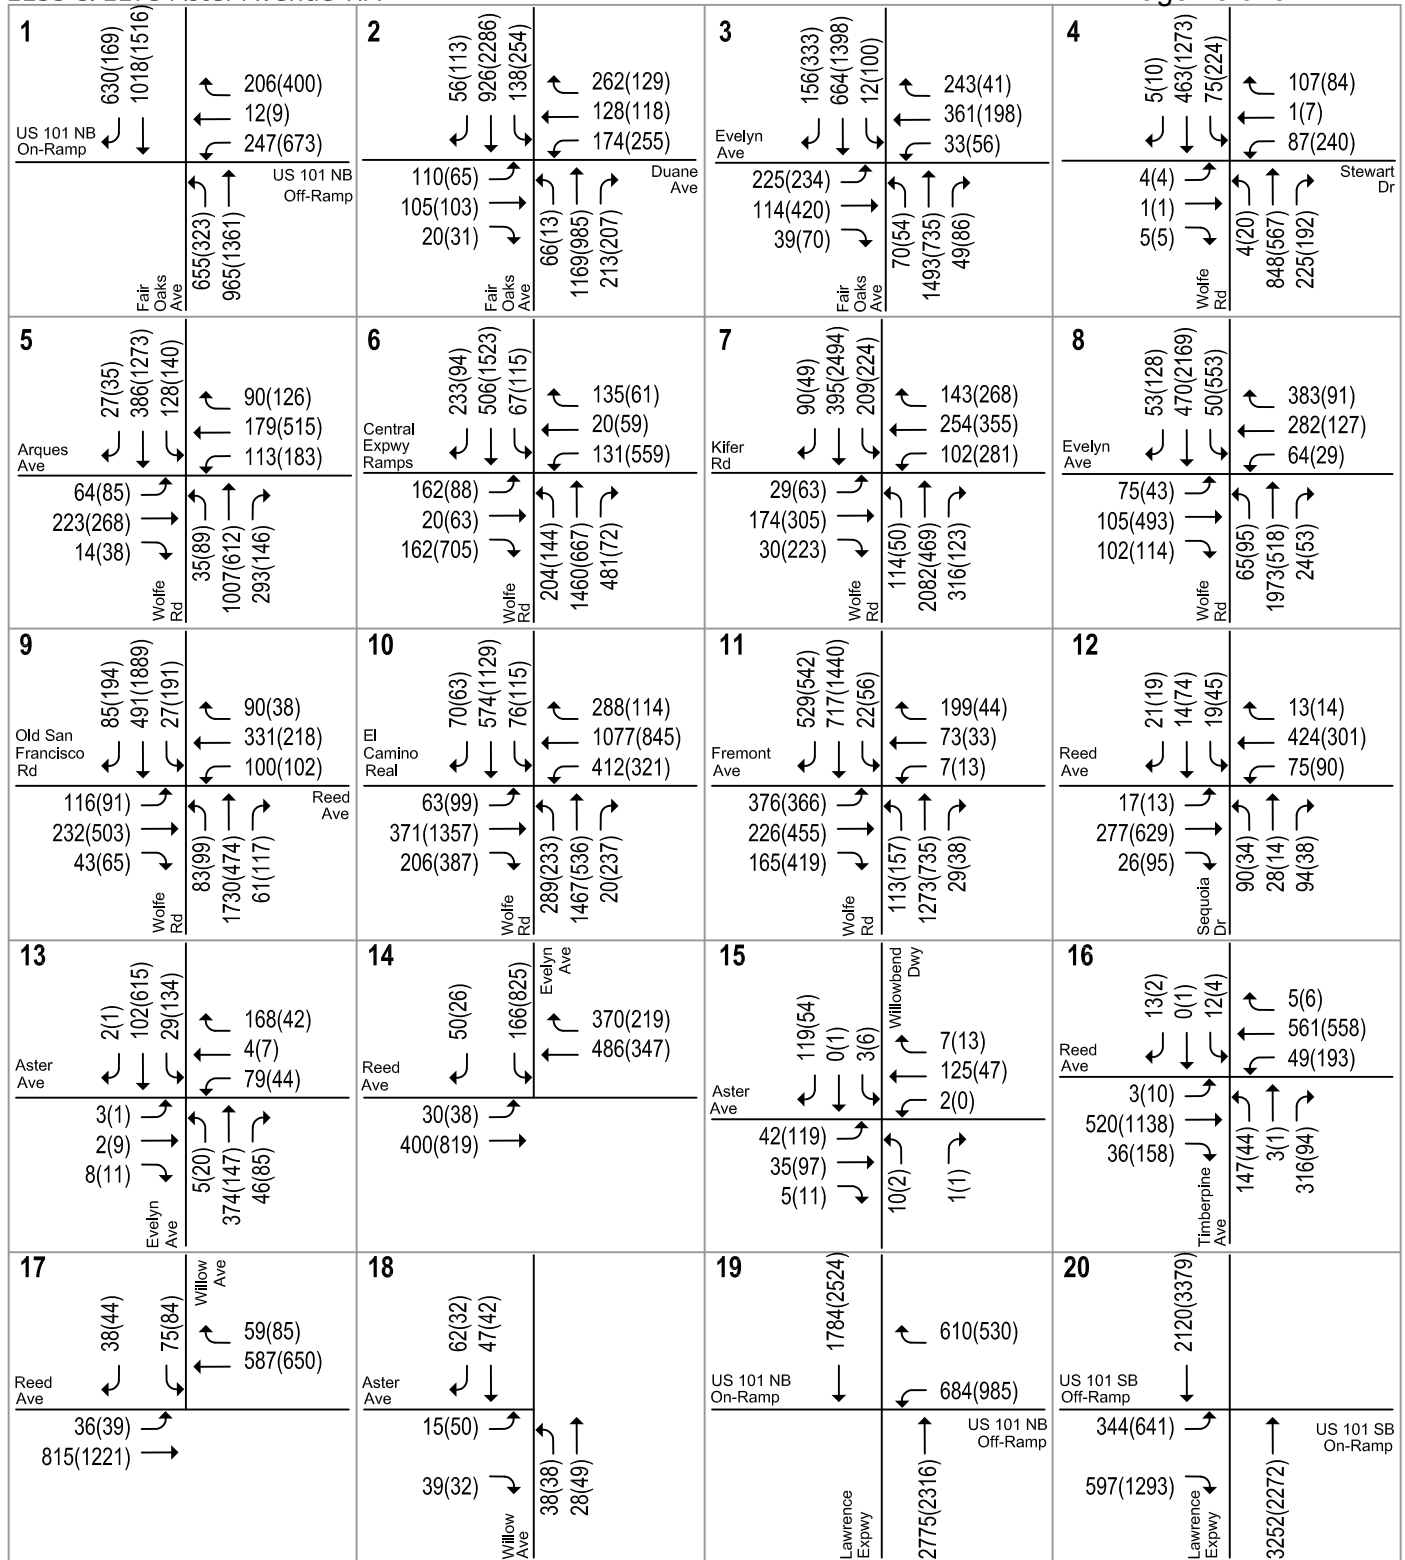 1
630(169)
1018(1516)
206(400)
12(9)
247(673)
US 101 NB
On-Ramp
US 101 NB
Off-Ramp
655(323)
965(1361)
Fair
Oaks
Ave
2
56(113)
926(2286)
138(254)
262(129)
128(118)
174(255)
110(65)
105(103)
20(31)
Duane
Ave
66(13)
1169(985)
213(207)
Fair
Oaks
Ave
3
156(333)
664(1398)
12(100)
243(41)
361(198)
33(56)
Evelyn
Ave
225(234)
114(420)
39(70)
70(54)
1493(735)
49(86)
Fair
Oaks
Ave
4
5(10)
463(1273)
75(224)
107(84)
1(7)
87(240)
4(4)
1(1)
5(5)
Stewart
Dr
4(20)
848(567)
225(192)
Wolfe
Rd
5
27(35)
386(1273)
128(140)
90(126)
179(515)
113(183)
Arques
Ave
64(85)
223(268)
14(38)
35(89)
1007(612)
293(146)
Wolfe
Rd
6
233(94)
506(1523)
67(115)
135(61)
20(59)
131(559)
Central
Expwy
Ramps
162(88)
20(63)
162(705)
204(144)
1460(667)
481(72)
7
90(49)
395(2494)
209(224)
143(268)
254(355)
102(281)
Kifer
Rd
29(63)
174(305)
30(223)
114(50)
2082(469)
316(123)
Wolfe
Rd
8
53(128)
470(2169)
50(553)
383(91)
282(127)
64(29)
Evelyn
Ave
75(43)
105(493)
102(114)
65(95)
1973(518)
24(53)
Wolfe
Rd
9
85(194)
491(1889)
27(191)
90(38)
331(218)
100(102)
Old San
Francisco
Rd
116(91)
232(503)
43(65)
Reed
Ave
83(99)
1730(474)
61(117)
Wolfe
Rd
10
70(63)
574(1129)
76(115)
288(114)
1077(845)
412(321)
El
Camino
Real
63(99)
371(1357)
206(387)
289(233)
1467(536)
20(237)
Wolfe
Rd
11
529(542)
717(1440)
22(56)
199(44)
73(33)
7(13)
Fremont
Ave
376(366)
226(455)
165(419)
113(157)
1273(735)
29(38)
Wolfe
Rd
12
21(19)
14(74)
19(45)
13(14)
424(301)
75(90)
Reed
Ave
17(13)
277(629)
26(95)
90(34)
28(14)
94(38)
Sequoia
Dr
13
2(1)
102(615)
29(134)
168(42)
4(7)
79(44)
Aster
Ave
3(1)
2(9)
8(11)
5(20)
374(147)
46(85)
Evelyn
Ave
14
50(26)
166(825)
Evelyn
Ave
370(219)
486(347)
Reed
Ave
30(38)
400(819)
15
119(54)
0(1)
3(6)
Willowbend
Dwy
7(13)
125(47)
2(0)
Aster
Ave
42(119)
35(97)
5(11)
10(2)
1(1)
16
13(2)
0(1)
12(4)
5(6)
561(558)
49(193)
Reed
Ave
3(10)
520(1138)
36(158)
147(44)
3(1)
316(94)
Timberpine
Ave
17
38(44)
75(84)
Willow
Ave
59(85)
587(650)
Reed
Ave
36(39)
815(1221)
18
62(32)
47(42)
Aster
Ave
15(50)
39(32)
38(38)
28(49)
Willow
Ave
19
1784(2524)
610(530)
684(985)
US 101 NB
On-Ramp
US 101 NB
Off-Ramp
2775(2316)
Lawrence
Expwy
20
2120(3379)
US 101 SB
Off-Ramp
344(641)
597(1293)
US 101 SB
On-Ramp
3252(2272)
Lawrence
Expwy